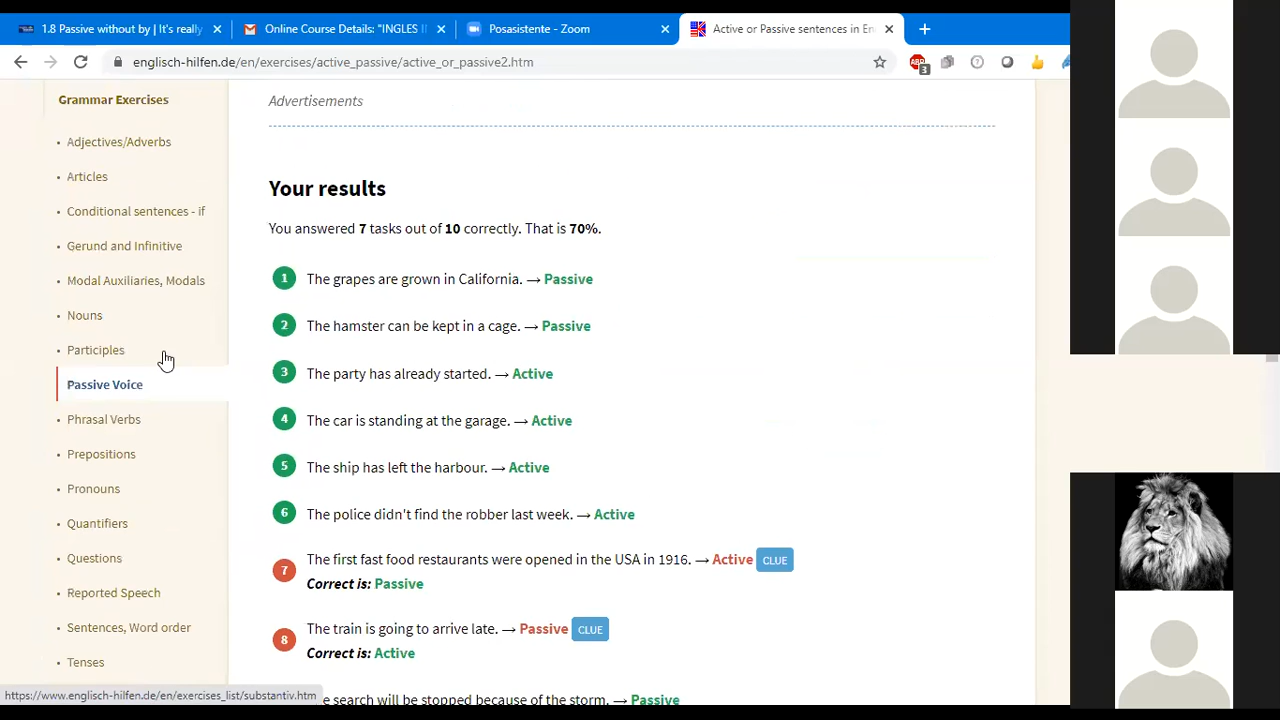 1.8 Passive without by | It's really
Online Course Details: "INGLES II
Posasistente - Zoom
Active or Passive sentences in En
englisch-hilfen.de/en/exercises/active_passive/active_or_passive2.htm
ABP
3
Grammar Exercises
Adjectives/Adverbs
Articles
Conditional sentences - if
Gerund and Infinitive
Modal Auxiliaries, Modals
Nouns
Participles
Passive Voice
Phrasal Verbs
Prepositions
Pronouns
Quantifiers
Questions
Reported Speech
Sentences, Word order
Tenses
https://www.englisch-hilfen.de/en/exercises_list/substantiv.htm
Advertisements
Your results
You answered 7 tasks out of 10 correctly. That is 70%.
1 The grapes are grown in California. → Passive
2 The hamster can be kept in a cage. → Passive
3 The party has already started. → Active
4 The car is standing at the garage. → Active
5 The ship has left the harbour. → Active
6 The police didn't find the robber last week. → Active
7 The first fast food restaurants were opened in the USA in 1916. → Active CLUE
Correct is: Passive
8 The train is going to arrive late. → Passive CLUE
Correct is: Active
e search will be stopped because of the storm. → Passive